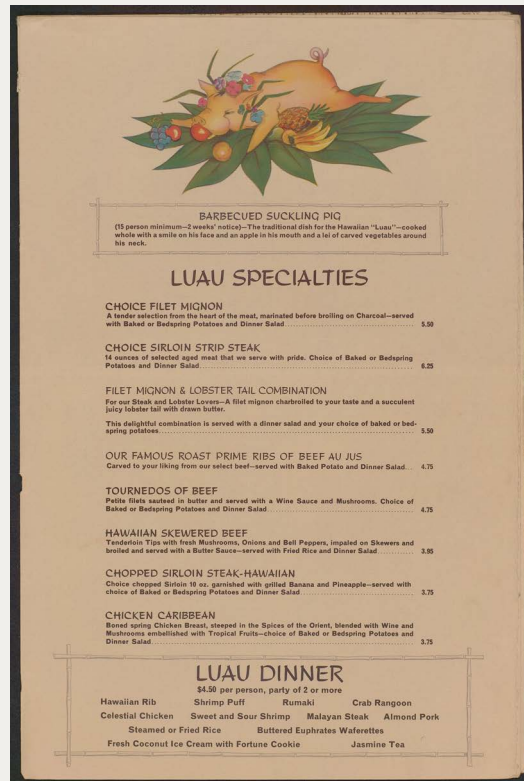 BARBECUED SUCKLING PIG
(15 person minimum—2 weeks' notice)—The traditional dish for the Hawaiian "Luau"—cooked
whole with a smile on his face and an apple in his mouth and a lei of carved vegetables around
his neck.
LUAU SPECIALTIES
CHOICE FILET MIGNON
A tender selection from the heart of the meat, marinated before broiling on Charcoal—served
with Baked or Bedspring Potatoes and Dinner Salad 5.50
CHOICE SIRLOIN STRIP STEAK
14 ounces of selected aged meat that we serve with pride. Choice of Baked or Bedspring
Potatoes and Dinner Salad 6.25
FILET MIGNON & LOBSTER TAIL COMBINATION
For our Steak and Lobster Lovers—A filet mignon charbroiled to your taste and a succulent
juicy lobster tail with drawn butter.
This delightful combination is served with a dinner salad and your choice of baked or bed-
spring potatoes 5.50
OUR FAMOUS ROAST PRIME RIBS OF BEEF AU JUS
Carved to your liking from our select beef—served with Baked Potato and Dinner Salad 4.75
TOURNEDOS OF BEEF
Petite filets sauteed in butter and served with a Wine Sauce and Mushrooms. Choice of
Baked or Bedspring Potatoes and Dinner Salad 4.75
HAWAIIAN SKEWERED BEEF
Tenderloin Tips with fresh Mushrooms, Onions and Bell Peppers, impaled on Skewers and
broiled and served with a Butter Sauce—served with Fried Rice and Dinner Salad 3.95
CHOPPED SIRLOIN STEAK-HAWAIIAN
Choice chopped Sirloin 10 oz. garnished with grilled Banana and Pineapple—served with
choice of Baked or Bedspring Potatoes and Dinner Salad 3.75
CHICKEN CARIBBEAN
Boned spring Chicken Breast, steeped in the Spices of the Orient, blended with Wine and
Mushrooms embellished with Tropical Fruits—choice of Baked or Bedspring Potatoes and
Dinner Salad 3.75
LUAU DINNER
$4.50 per person, party of 2 or more
Hawaiian Rib Shrimp Puff Rumaki Crab Rangoon
Celestial Chicken Sweet and Sour Shrimp Malayan Steak Almond Pork
Steamed or Fried Rice Buttered Euphrates Waferettes
Fresh Coconut Ice Cream with Fortune Cookie Jasmine Tea